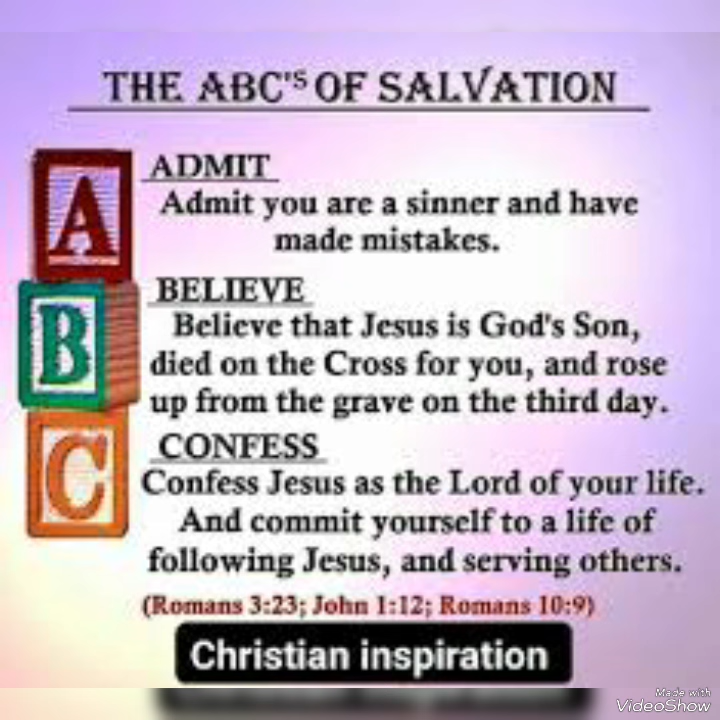 THE ABC'S OF SALVATION
A
ADMIT
Admit you are a sinner and have
made mistakes.
B
BELIEVE
Believe that Jesus is God's Son,
died on the Cross for you, and rose
up from the grave on the third day.
C
CONFESS
Confess Jesus as the Lord of your life.
And commit yourself to a life of
following Jesus, and serving others.
(Romans 3:23; John 1:12; Romans 10:9)
Christian inspiration
Made with
VideoShow